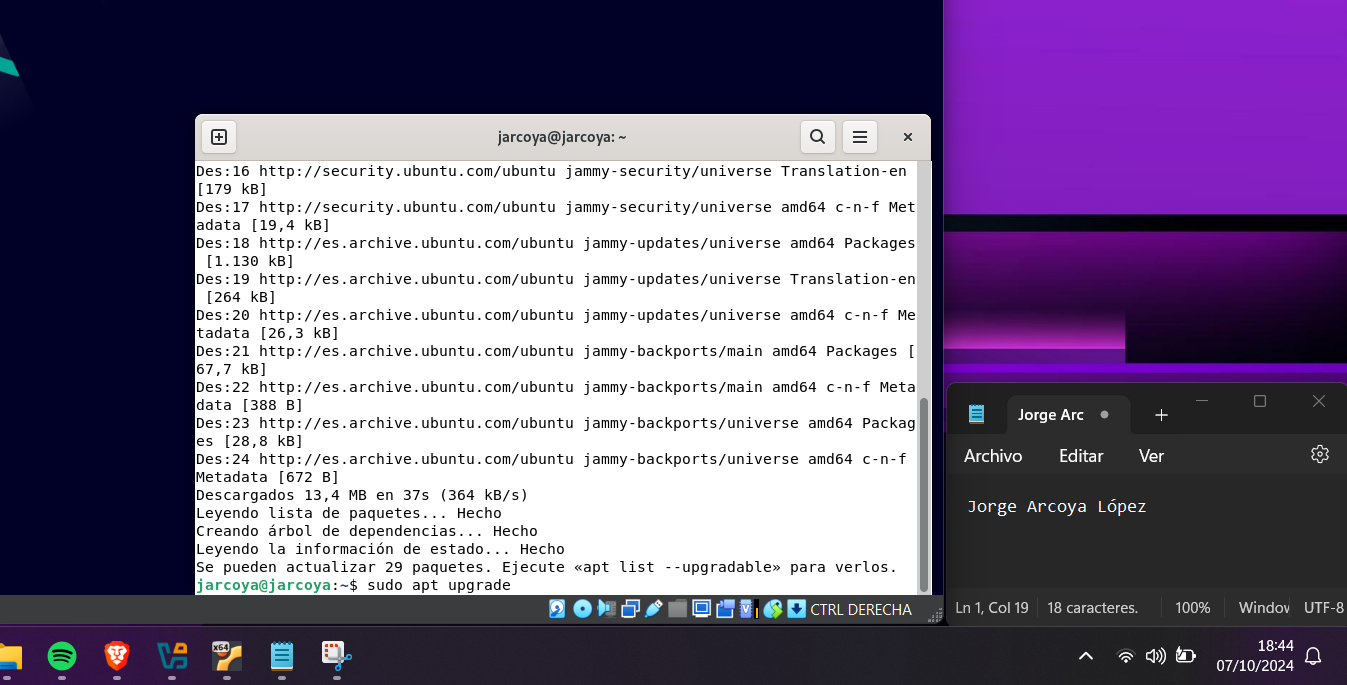 jarcoya@jarcoya: ~
Des:16 http://security.ubuntu.com/ubuntu jammy-security/universe Translation-en
[179 kB]
Des:17 http://security.ubuntu.com/ubuntu jammy-security/universe amd64 c-n-f Met
adata [19,4 kB]
Des:18 http://es.archive.ubuntu.com/ubuntu jammy-updates/universe amd64 Packages
[1.130 kB]
Des:19 http://es.archive.ubuntu.com/ubuntu jammy-updates/universe Translation-en
[264 kB]
Des:20 http://es.archive.ubuntu.com/ubuntu jammy-updates/universe amd64 c-n-f Me
tadata [26,3 kB]
Des:21 http://es.archive.ubuntu.com/ubuntu jammy-backports/main amd64 Packages [
67,7 kB]
Des:22 http://es.archive.ubuntu.com/ubuntu jammy-backports/main amd64 c-n-f Meta
data [388 B]
Des:23 http://es.archive.ubuntu.com/ubuntu jammy-backports/universe amd64 Packag
es [28,8 kB]
Des:24 http://es.archive.ubuntu.com/ubuntu jammy-backports/universe amd64 c-n-f
Metadata [672 B]
Descargados 13,4 MB en 37s (364 kB/s)
Leyendo lista de paquetes... Hecho
Creando árbol de dependencias... Hecho
Leyendo la información de estado... Hecho
Se pueden actualizar 29 paquetes. Ejecute «apt list --upgradable» para verlos.
jarcoya@jarcoya:~$ sudo apt upgrade
CTRL DERECHA
Jorge Arc
Archivo Editar Ver
Jorge Arcoya López
Ln 1, Col 19 18 caracteres. 100% Window UTF-8
x64
18:44
07/10/2024